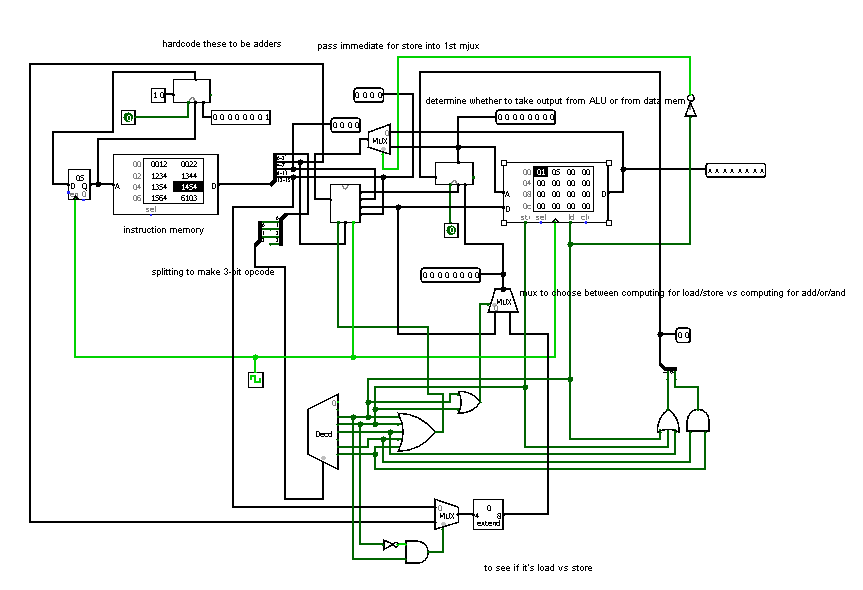 hardcode these to be adders
pass immediate for store into 1st mjux
1 0
0 0 0 0
determine whether to take output from ALU or from data mem
0
0 0 0 0 0 0 0 1
0 0 0 0
0 0 0 0 0 0 0 0
MUX
0
05
D Q
en 0
A
00 0012 0022
02 1234 1344
04 1354 1454
06 1564 6103
D
sel
00 01 05 00 00
04 00 00 00 00
08 00 00 00 00
0c 00 00 00 00
A
D
D
str sel ld clr
X X X X X X X X
instruction memory
0
splitting to make 3-bit opcode
0 0 0 0 0 0 0 0
MUX
mux to choose between computing for load/store vs computing for add/or/and
0 0
0
Decd
0
MUX
0
4 8
extend
to see if it's load vs store